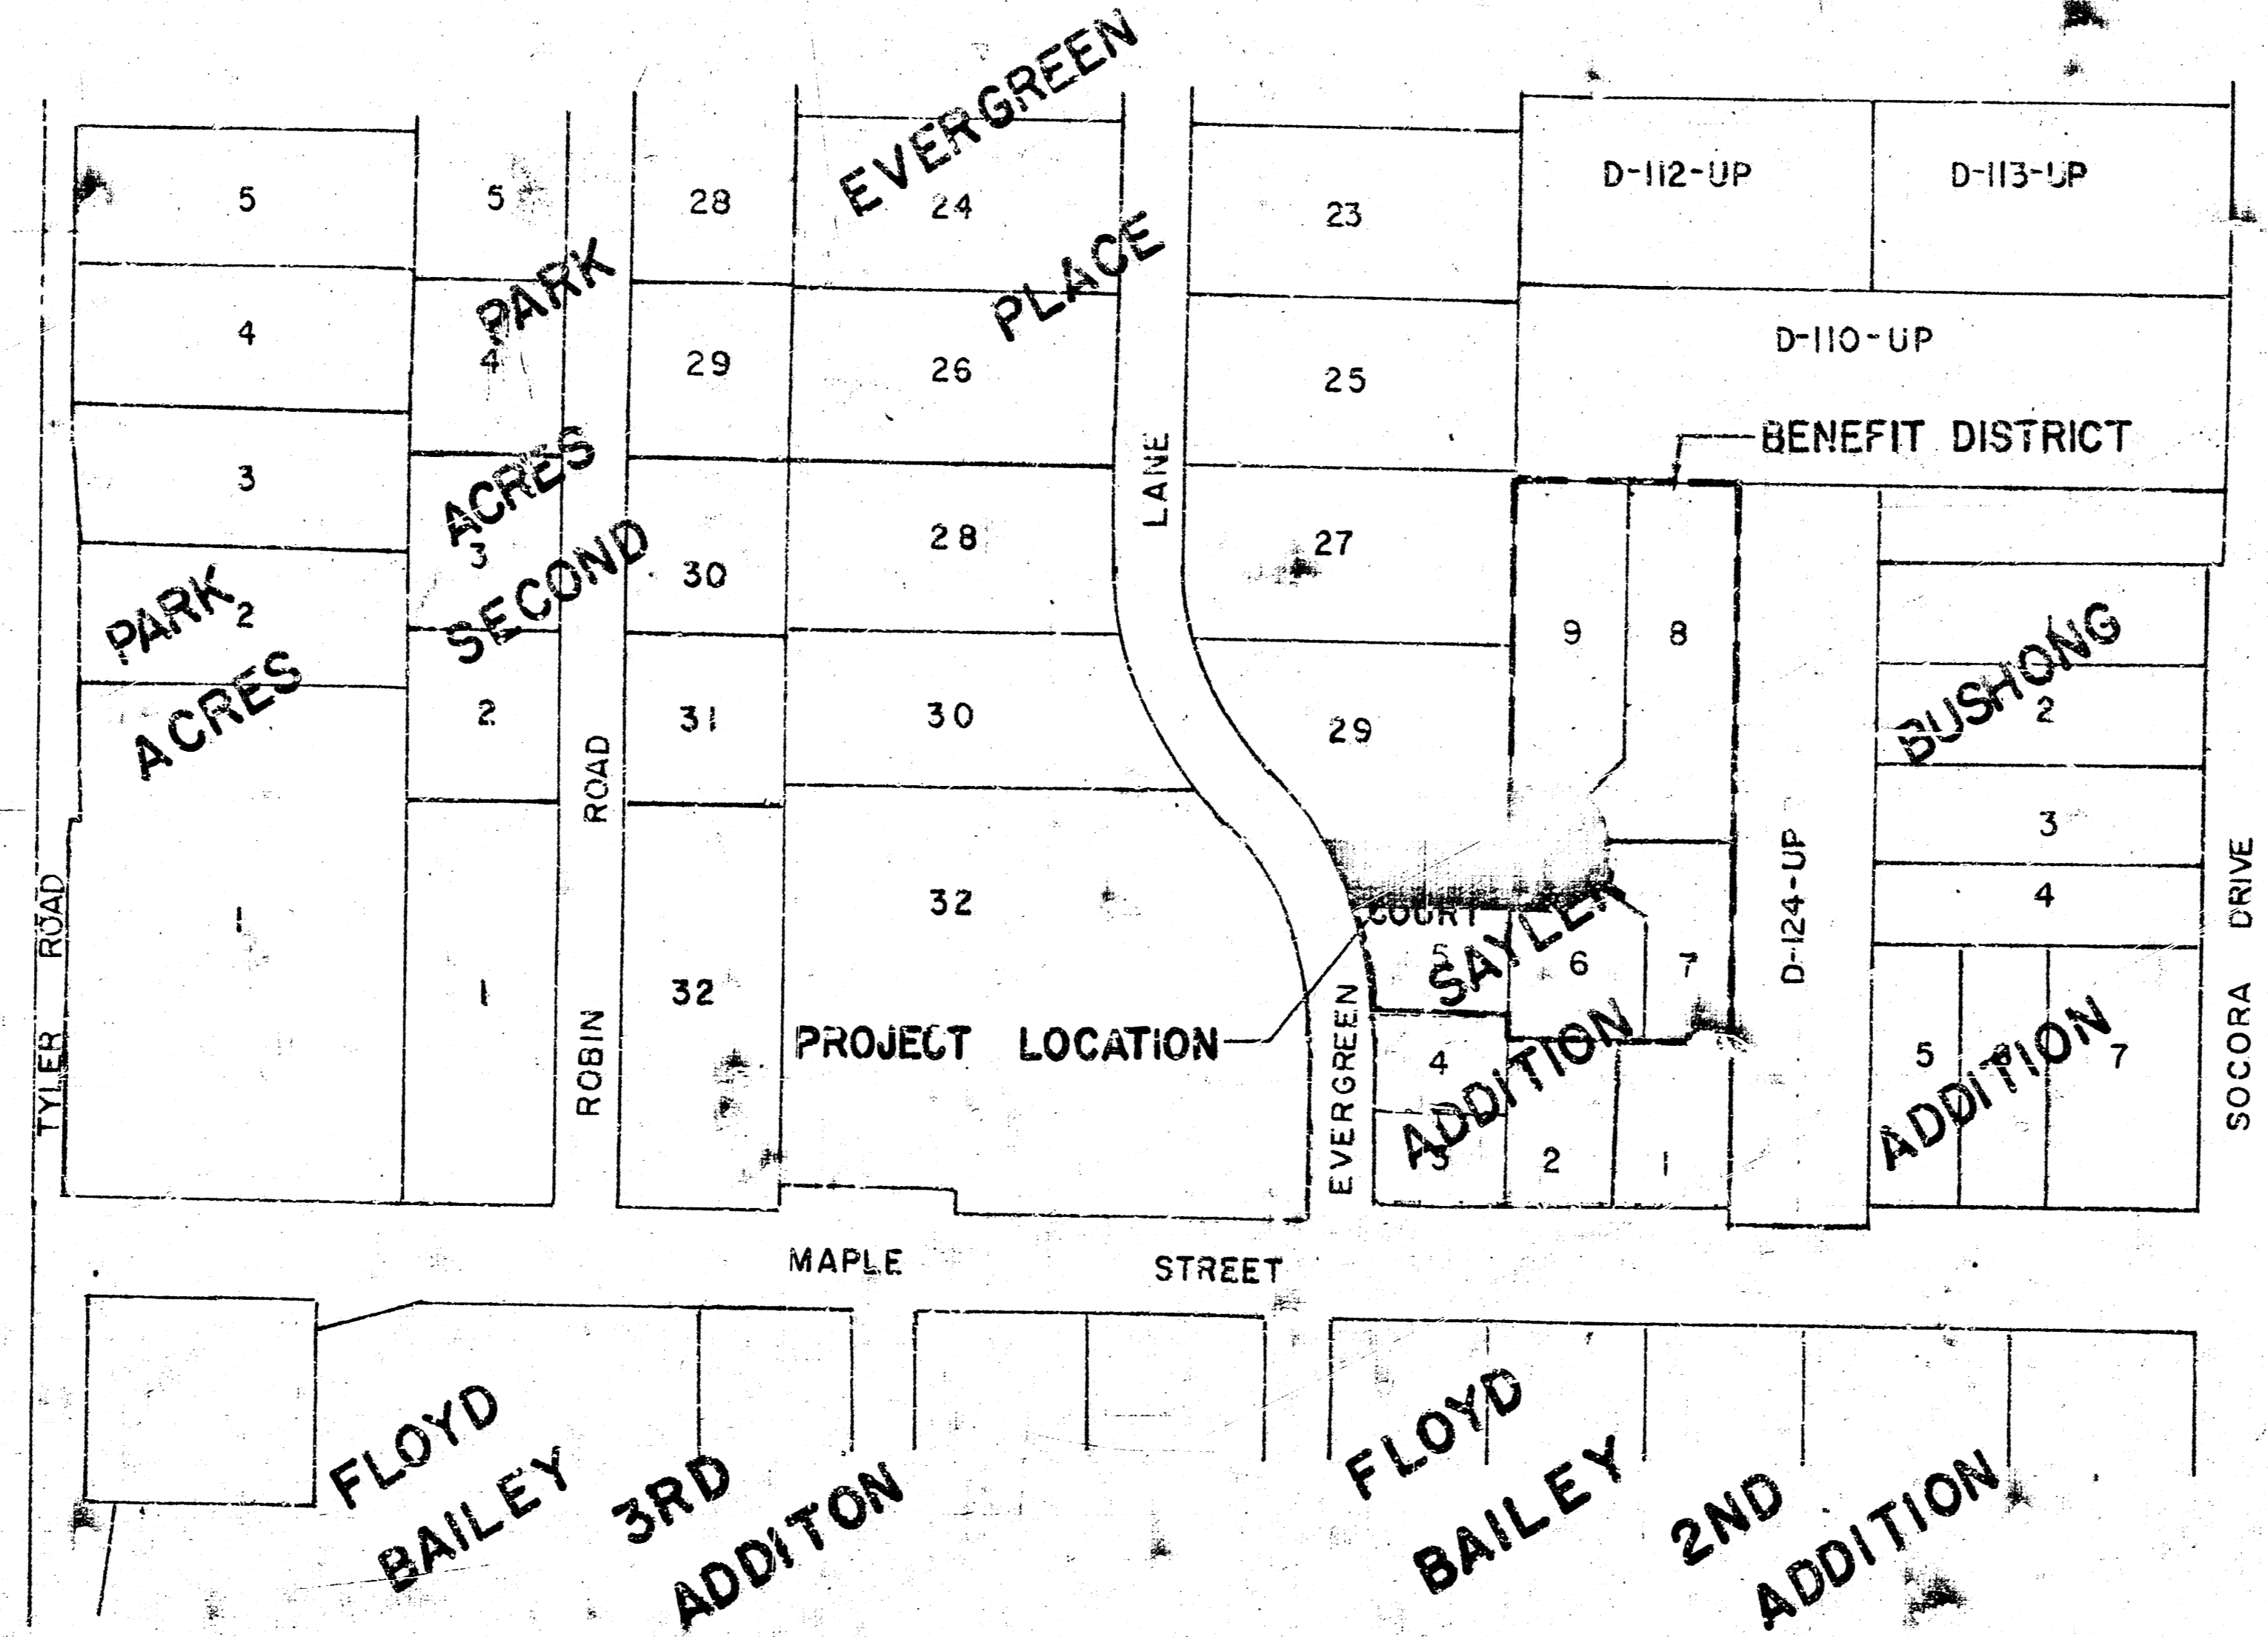 EVERGREEN
PLACE
5
5
28
24
23
D-112-UP
D-113-UP
PARK
4
4
29
26
25
D-110-UP
BENEFIT DISTRICT
3
ACRES
3
SECOND
30
28
LANE
27
9
8
PARK
2
ACRES
2
31
30
29
BUSHONG
2
3
4
ADDITION
5
6
7
TYLER ROAD
1
1
ROBIN ROAD
32
32
PROJECT LOCATION
EVERGREEN
COURT
SAYLER
5
6
7
ADDITION
4
3
2
1
D-124-UP
SOCORA DRIVE
MAPLE STREET
FLOYD
BAILEY
3RD
ADDITON
FLOYD
BAILEY
2ND
ADDITION